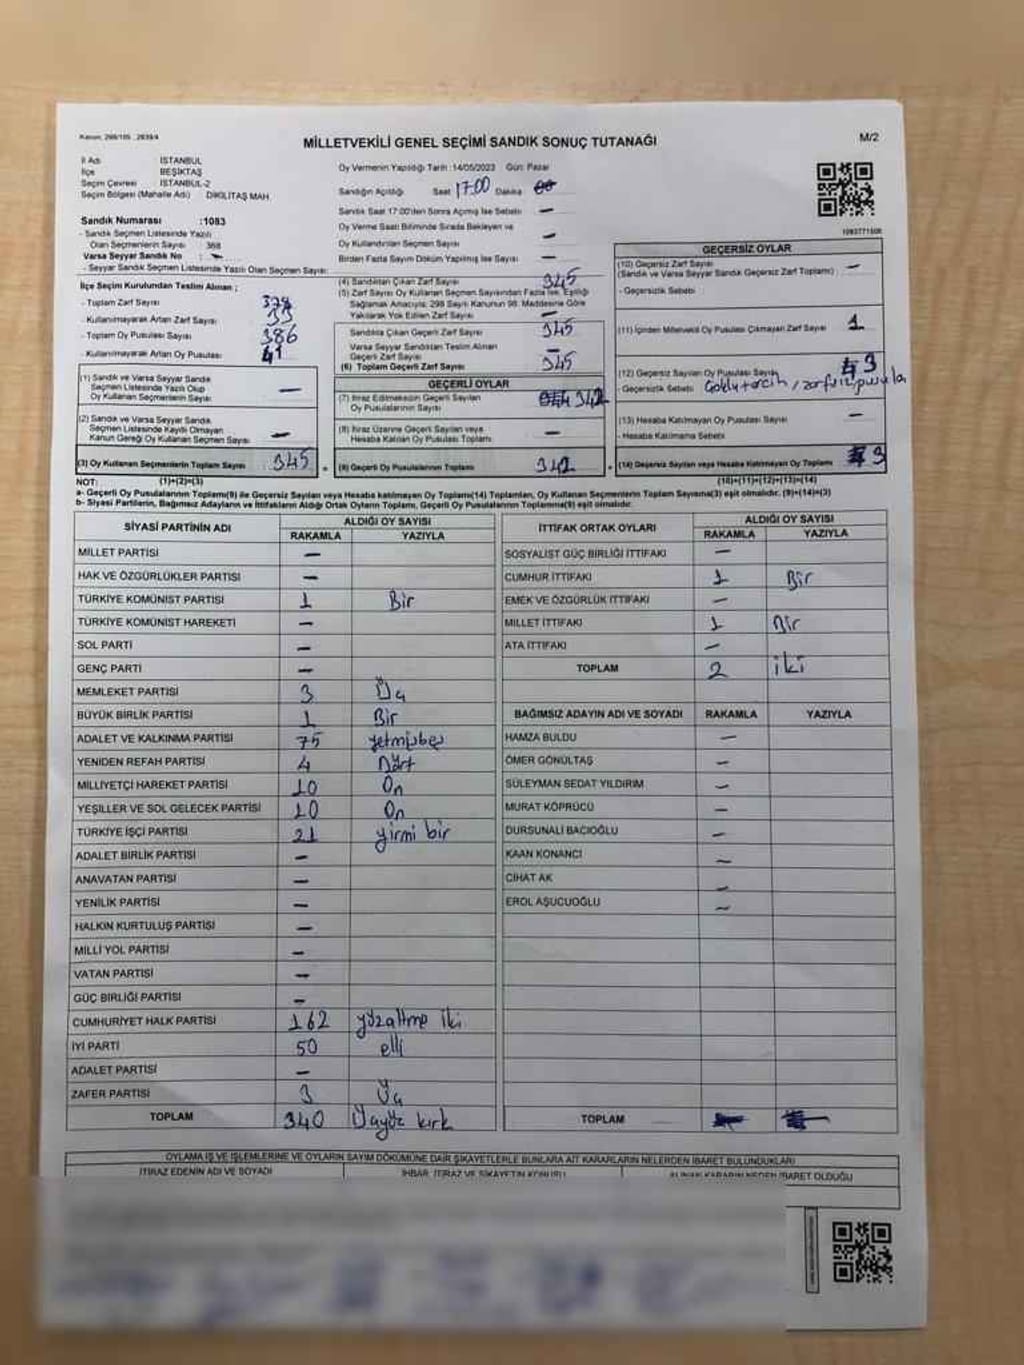 Kanun: 298/105 , 2839/4
MİLLETVEKİLİ GENEL SEÇİMİ SANDIK SONUÇ TUTANAĞI
M/2
İl Adı İSTANBUL
İlçe BEŞİKTAŞ
Seçim Çevresi İSTANBUL-2
Seçim Bölgesi (Mahalle Adı) DİKİLİTAŞ MAH
Sandık Numarası :1083
- Sandık Seçmen Listesinde Yazılı
Olan Seçmenlerin Sayısı 368
Varsa Seyyar Sandık No : -
- Seyyar Sandık Seçmen Listesinde Yazılı Olan Seçmen Sayısı:
İlçe Seçim Kurulundan Teslim Alınan ;
- Toplam Zarf Sayısı 378
- Kullanılmayarak Artan Zarf Sayısı 33
- Toplam Oy Pusulası Sayısı 386
- Kullanılmayarak Artan Oy Pusulası 41
(1) Sandık ve Varsa Seyyar Sandık
Seçmen Listesinde Yazılı Olup
Oy Kullanan Seçmenlerin Sayısı -
(2) Sandık ve Varsa Seyyar Sandık
Seçmen Listesinde Kaydı Olmayan
Kanun Gereği Oy Kullanan Seçmen Sayısı -
(3) Oy Kullanan Seçmenlerin Toplam Sayısı 345
Oy Vermenin Yapıldığı Tarih :14/05/2023 Gün: Pazar
Sandığın Açıldığı Saat 17:00 Dakika
Sandık Saat 17:00'den Sonra Açılmış İse Sebebi -
Oy Verme Saati Bitiminde Sırada Bekleyen ve
Oy Kullandırılan Seçmen Sayısı -
Birden Fazla Sayım Döküm Yapılmış İse Sayısı -
(4) Sandıktan Çıkan Zarf Sayısı 345
(5) Zarf Sayısı Oy Kullanan Seçmen Sayısından Fazla İse, Eşitliği
Sağlamak Amacıyla; 298 Sayılı Kanunun 98. Maddesine Göre
Yakılarak Yok Edilen Zarf Sayısı -
Sandıkta Çıkan Geçerli Zarf Sayısı 345
Varsa Seyyar Sandıktan Teslim Alınan
Geçerli Zarf Sayısı -
(6) Toplam Geçerli Zarf Sayısı 345
GEÇERLİ OYLAR
(7) İtiraz Edilmeksizin Geçerli Sayılan
Oy Pusulalarının Sayısı 342
(8) İtiraz Üzerine Geçerli Sayılan veya
Hesaba Katılan Oy Pusulası Toplamı -
(9) Geçerli Oy Pusulalarının Toplamı 342
1083771506
GEÇERSİZ OYLAR
(10) Geçersiz Zarf Sayısı
(Sandık ve Varsa Seyyar Sandık Geçersiz Zarf Toplamı) -
- Geçersizlik Sebebi
(11) İçinden Milletvekili Oy Pusulası Çıkmayan Zarf Sayısı 1
(12) Geçersiz Sayılan Oy Pusulası Sayısı 3
- Geçersizlik Sebebi Çoklu tercih, zarfsız pusula
(13) Hesaba Katılmayan Oy Pusulası Sayısı -
- Hesaba Katılmama Sebebi
(14) Geçersiz Sayılan veya Hesaba Katılmayan Oy Toplamı 3
NOT: (1)+(2)=(3) (10)+(11)+(12)+(13)=(14)
a- Geçerli Oy Pusulalarının Toplamı(9) ile Geçersiz Sayılan veya Hesaba katılmayan Oy Toplamı(14) Toplamları, Oy Kullanan Seçmenlerin Toplam Sayısına(3) eşit olmalıdır. (9)+(14)=(3)
b- Siyasi Partilerin, Bağımsız Adayların ve İttifakların Aldığı Ortak Oyların Toplamı, Geçerli Oy Pusulalarının Toplamına(9) eşit olmalıdır.
SİYASİ PARTİNİN ADI ALDIĞI OY SAYISI
RAKAMLA YAZIYLA
MİLLET PARTİSİ -
HAK VE ÖZGÜRLÜKLER PARTİSİ -
TÜRKİYE KOMÜNİST PARTİSİ 1 Bir
TÜRKİYE KOMÜNİST HAREKETİ -
SOL PARTİ -
GENÇ PARTİ -
MEMLEKET PARTİSİ 3 Üç
BÜYÜK BİRLİK PARTİSİ 1 Bir
ADALET VE KALKINMA PARTİSİ 75 yetmişbeş
YENİDEN REFAH PARTİSİ 4 Dört
MİLLİYETÇİ HAREKET PARTİSİ 10 On
YEŞİLLER VE SOL GELECEK PARTİSİ 10 On
TÜRKİYE İŞÇİ PARTİSİ 21 yirmi bir
ADALET BİRLİK PARTİSİ -
ANAVATAN PARTİSİ -
YENİLİK PARTİSİ -
HALKIN KURTULUŞ PARTİSİ -
MİLLİ YOL PARTİSİ -
VATAN PARTİSİ -
GÜÇ BİRLİĞİ PARTİSİ -
CUMHURİYET HALK PARTİSİ 162 yüzaltmış iki
İYİ PARTİ 50 elli
ADALET PARTİSİ -
ZAFER PARTİSİ 3 Üç
TOPLAM 340 Üçyüz kırk
İTTİFAK ORTAK OYLARI ALDIĞI OY SAYISI
RAKAMLA YAZIYLA
SOSYALİST GÜÇ BİRLİĞİ İTTİFAKI -
CUMHUR İTTİFAKI 1 Bir
EMEK VE ÖZGÜRLÜK İTTİFAKI -
MİLLET İTTİFAKI 1 Bir
ATA İTTİFAKI -
TOPLAM 2 iki
BAĞIMSIZ ADAYIN ADI VE SOYADI RAKAMLA YAZIYLA
HAMZA BULDU -
ÖMER GÖNÜLTAŞ -
SÜLEYMAN SEDAT YILDIRIM -
MURAT KÖPRÜCÜ -
DURSUNALİ BACIOĞLU -
KAAN KONANCI -
CİHAT AK -
EROL AŞUCUOĞLU -
TOPLAM
OYLAMA İŞ VE İŞLEMLERİNE VE OYLARIN SAYIM DÖKÜMÜNE DAİR ŞİKAYETLERLE BUNLARA AİT KARARLARIN NELERDEN İBARET BULUNDUKLARI
İTİRAZ EDENİN ADI VE SOYADI İHBAR, İTİRAZ VE ŞİKAYETİN KONUSU ALINAN KARARIN NEDEN İBARET OLDUĞU